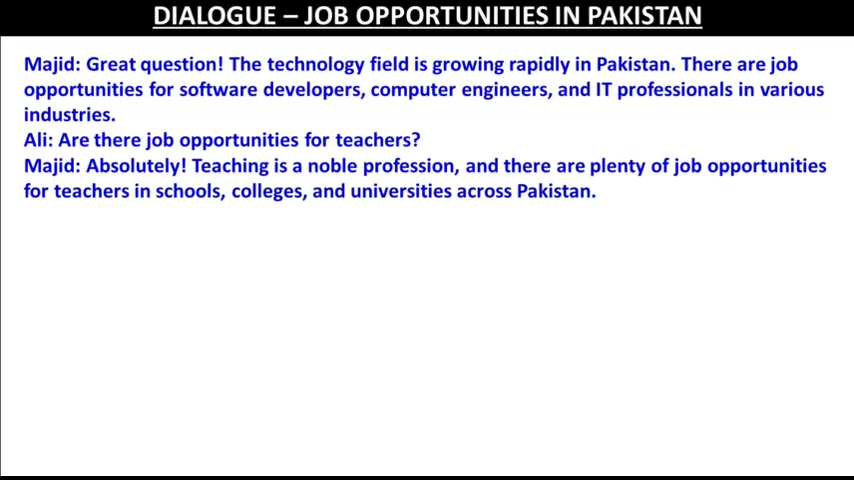 DIALOGUE – JOB OPPORTUNITIES IN PAKISTAN
Majid: Great question! The technology field is growing rapidly in Pakistan. There are job
opportunities for software developers, computer engineers, and IT professionals in various
industries.
Ali: Are there job opportunities for teachers?
Majid: Absolutely! Teaching is a noble profession, and there are plenty of job opportunities
for teachers in schools, colleges, and universities across Pakistan.